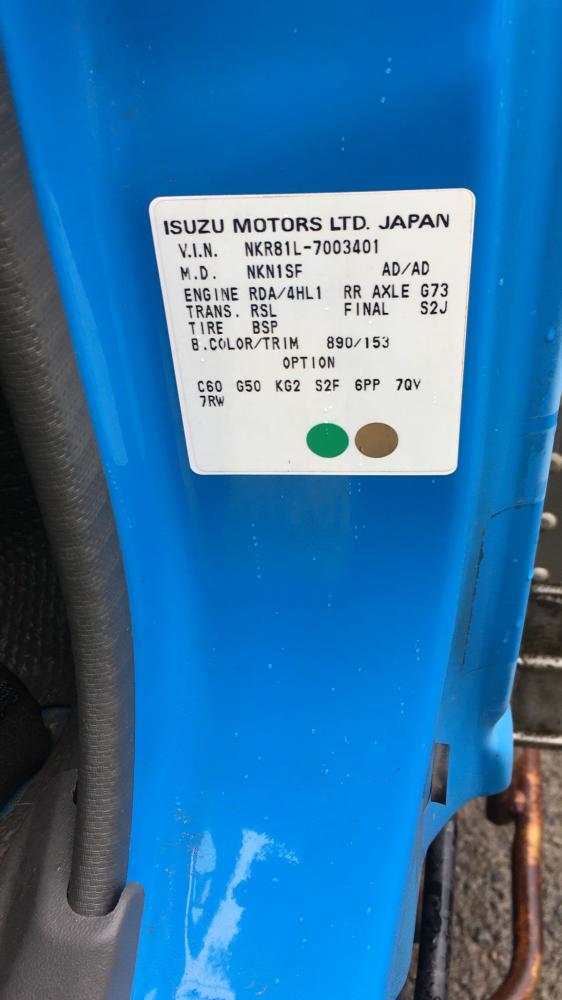 ISUZU MOTORS LTD. JAPAN
V.I.N. NKR81L-7003401
M.D. NKN1SF AD/AD
ENGINE RDA/4HL1 RR AXLE G73
TRANS. RSL FINAL S2J
TIRE BSP
B.COLOR/TRIM 890/153
OPTION
C60 G50 KG2 S2F 6PP 7QV
7RW